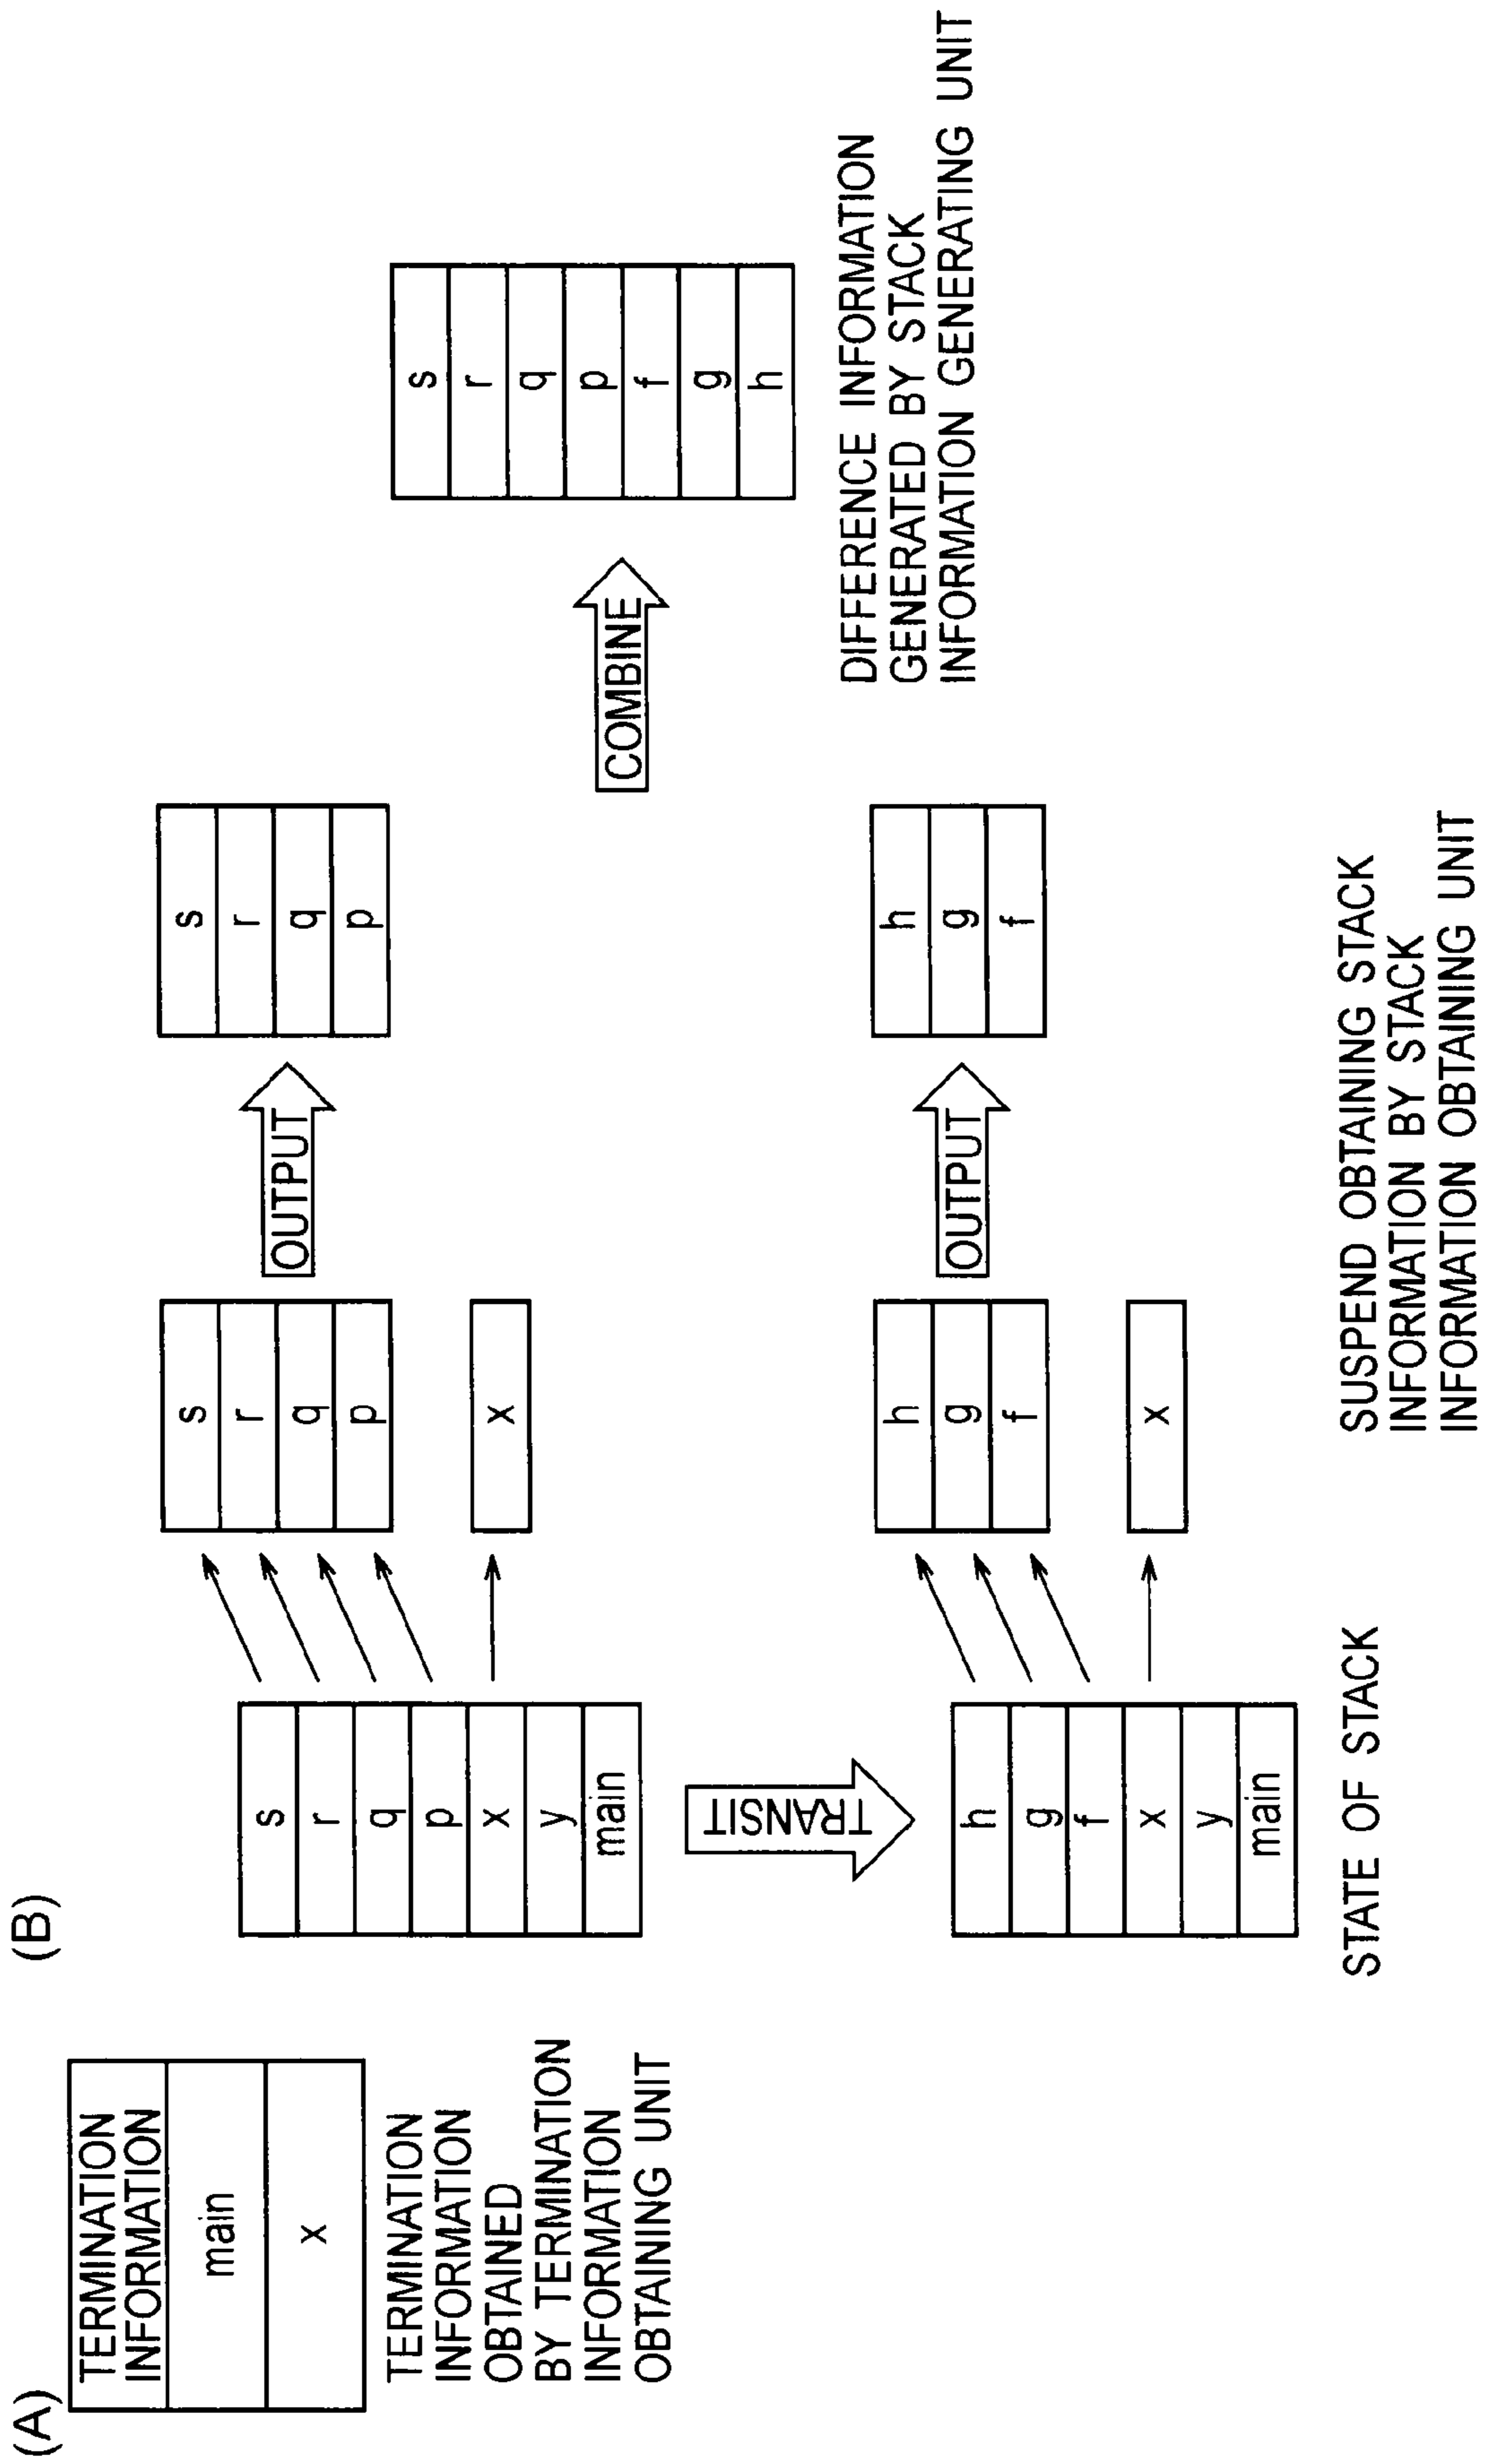 (A)
TERMINATION
INFORMATION
main
x
TERMINATION
INFORMATION
OBTAINED
BY TERMINATION
INFORMATION
OBTAINING UNIT
(B)
s
r
q
p
x
y
main
TRANSIT
h
g
f
x
y
main
STATE OF STACK
s
r
q
p
x
h
g
f
x
OUTPUT
OUTPUT
s
r
q
p
h
g
f
SUSPEND OBTAINING STACK
INFORMATION BY STACK
INFORMATION OBTAINING UNIT
COMBINE
s
r
q
p
f
g
h
DIFFERENCE INFORMATION
GENERATED BY STACK
INFORMATION GENERATING UNIT